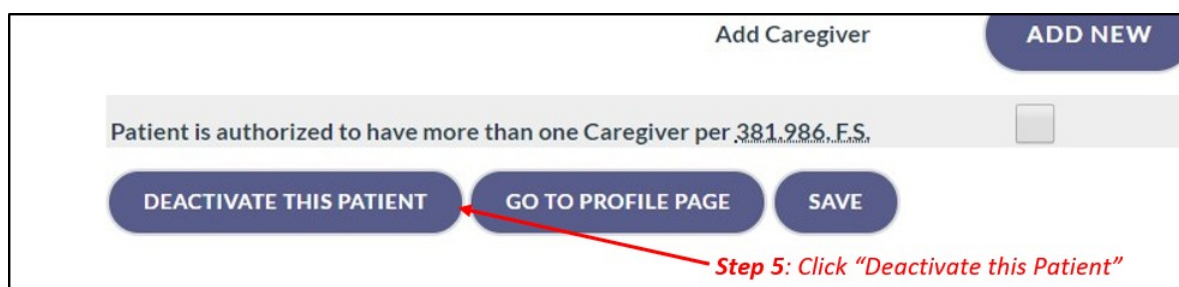 Add Caregiver ADD NEW
Patient is authorized to have more than one Caregiver per 381.986, F.S.
DEACTIVATE THIS PATIENT GO TO PROFILE PAGE SAVE
Step 5: Click “Deactivate this Patient”